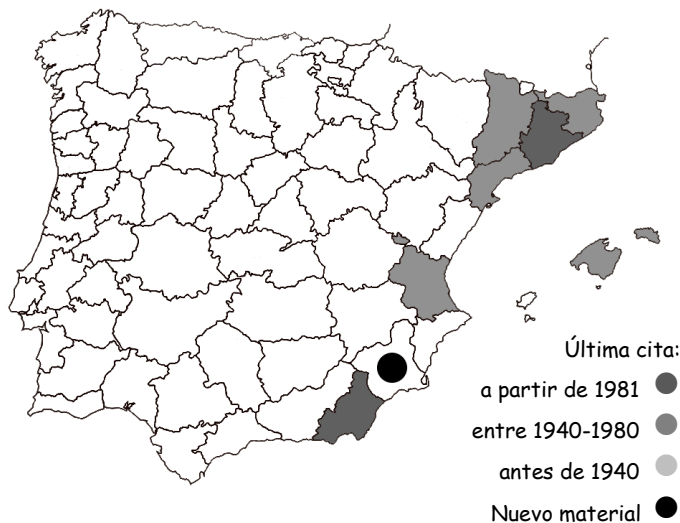 Última cita:
a partir de 1981
entre 1940-1980
antes de 1940
Nuevo material